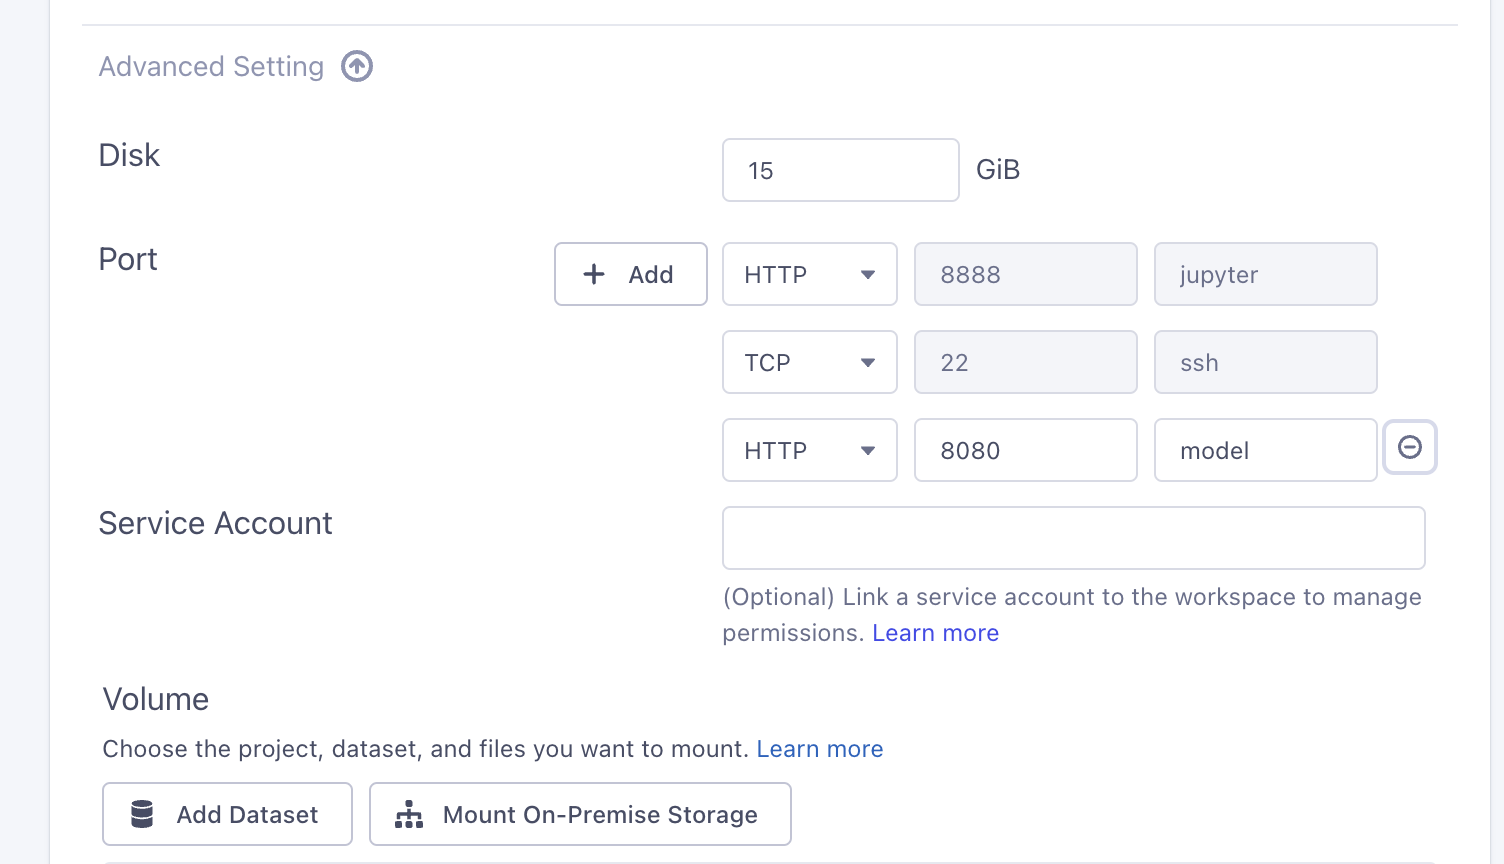 Advanced Setting
Disk
15
GiB
Port
Add
HTTP
8888
jupyter
TCP
22
ssh
HTTP
8080
model
Service Account
(Optional) Link a service account to the workspace to manage
permissions. Learn more
Volume
Choose the project, dataset, and files you want to mount. Learn more
Add Dataset
Mount On-Premise Storage